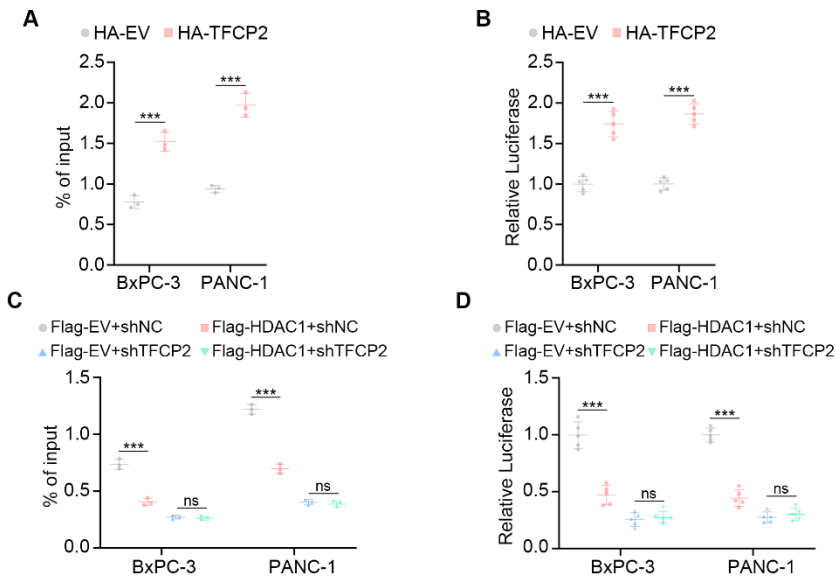 A
HA-EV HA-TFCP2
% of input
2.5
2.0
1.5
1.0
0.5
0.0
***
***
BxPC-3 PANC-1
B
HA-EV HA-TFCP2
Relative Luciferase
2.5
2.0
1.5
1.0
0.5
0.0
***
***
BxPC-3 PANC-1
C
Flag-EV+shNC Flag-HDAC1+shNC
Flag-EV+shTFCP2 Flag-HDAC1+shTFCP2
% of input
1.5
1.0
0.5
0.0
***
ns
***
ns
BxPC-3 PANC-1
D
Flag-EV+shNC Flag-HDAC1+shNC
Flag-EV+shTFCP2 Flag-HDAC1+shTFCP2
Relative Luciferase
1.5
1.0
0.5
0.0
***
ns
***
ns
BxPC-3 PANC-1